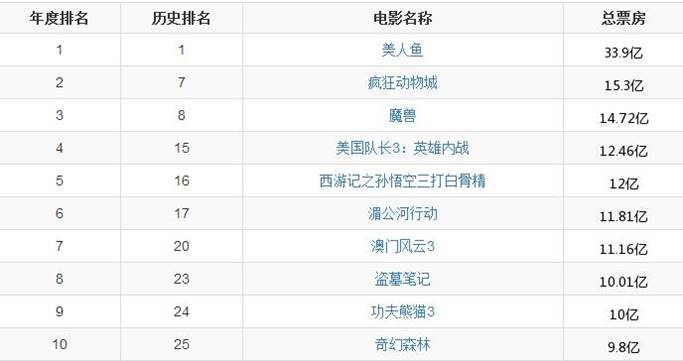 年度排名 历史排名 电影名称 总票房
1 1 美人鱼 33.9亿
2 7 疯狂动物城 15.3亿
3 8 魔兽 14.72亿
4 15 美国队长3：英雄内战 12.46亿
5 16 西游记之孙悟空三打白骨精 12亿
6 17 湄公河行动 11.81亿
7 20 澳门风云3 11.16亿
8 23 盗墓笔记 10.01亿
9 24 功夫熊猫3 10亿
10 25 奇幻森林 9.8亿